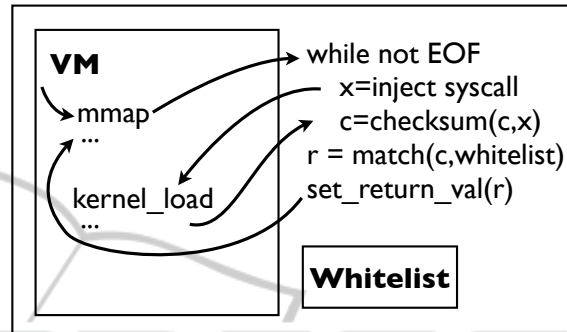 VM
mmap
...
kernel_load
...
while not EOF
x=inject syscall
c=checksum(c,x)
r = match(c,whitelist)
set_return_val(r)
Whitelist